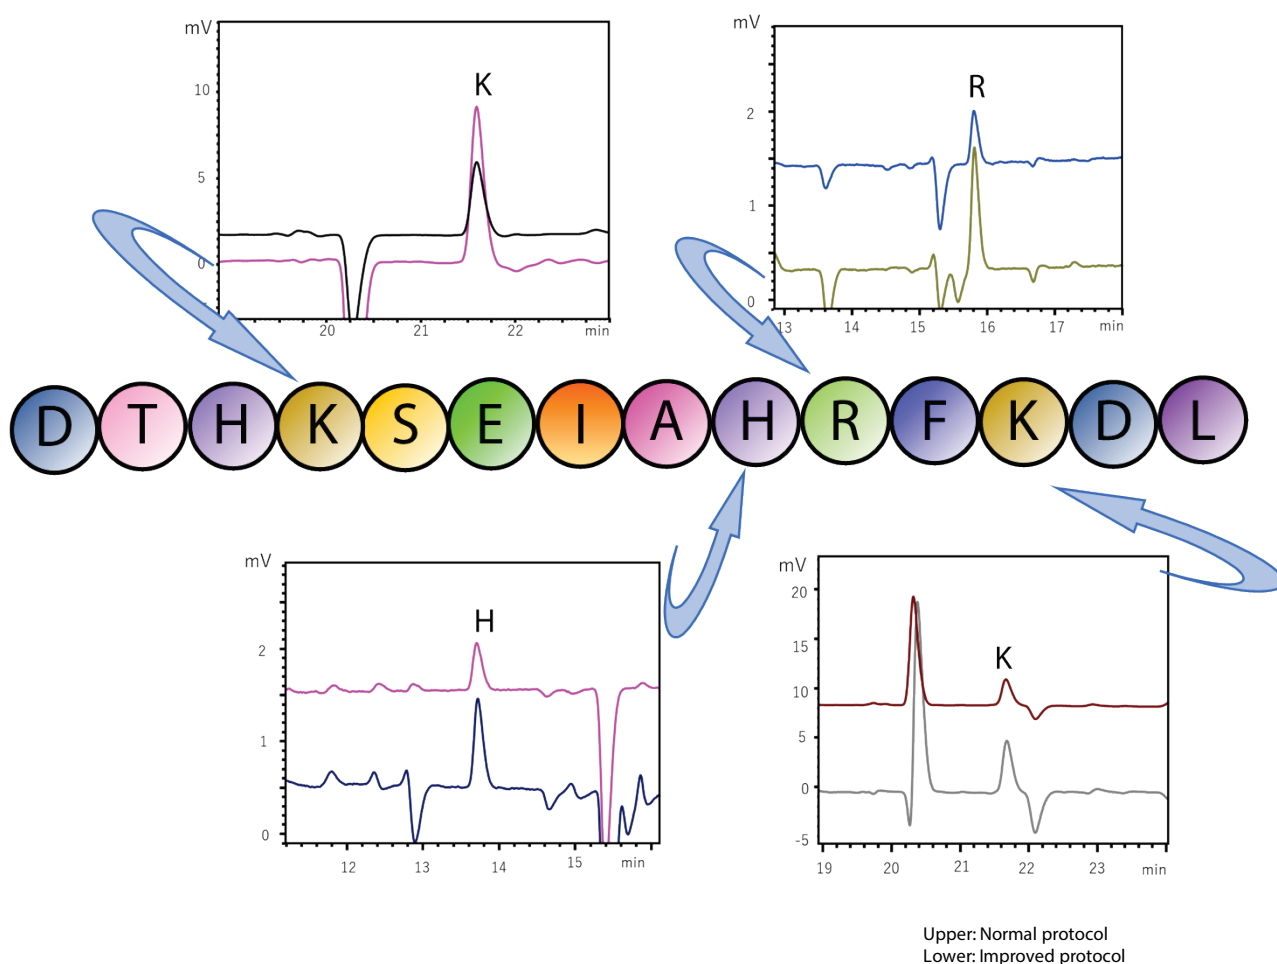 mV
K
10
5
0
20 21 22 min
mV
R
2
1
0
13 14 15 16 17 min
D T H K S E I A H R F K D L
mV
H
2
1
0
12 13 14 15 min
mV
K
20
15
10
5
0
-5
19 20 21 22 23 min
Upper: Normal protocol
Lower: Improved protocol